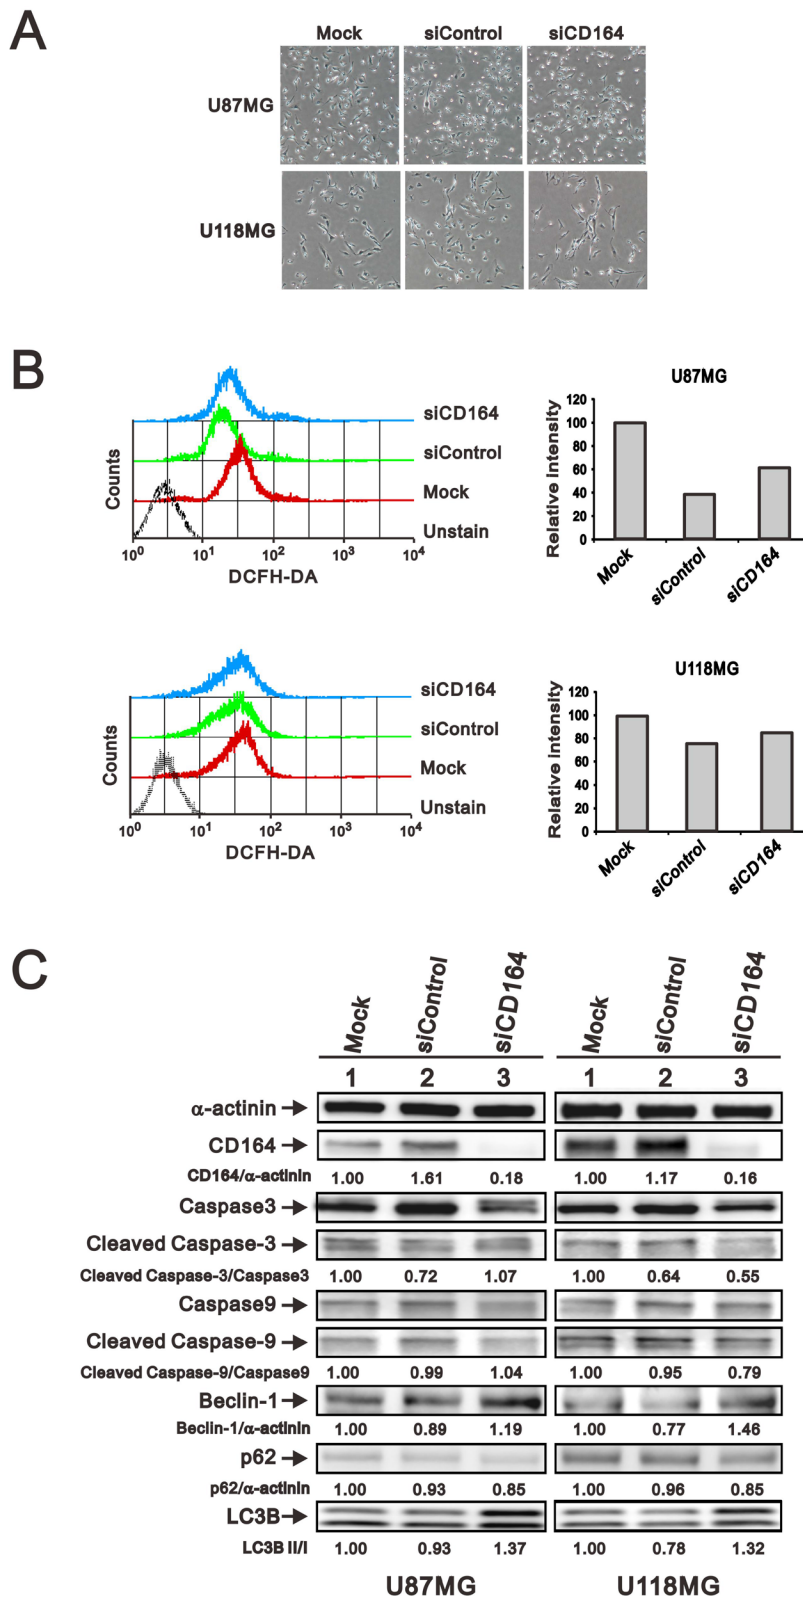 A
Mock siControl siCD164
U87MG
U118MG
B
siCD164
siControl
Mock
Unstain
Counts
10^0 10^1 10^2 10^3 10^4
DCFH-DA
U87MG
Relative intensity
120
100
80
60
40
20
0
Mock siControl siCD164
siCD164
siControl
Mock
Unstain
Counts
10^0 10^1 10^2 10^3 10^4
DCFH-DA
U118MG
Relative intensity
120
100
80
60
40
20
0
Mock siControl siCD164
C
Mock siControl siCD164 Mock siControl siCD164
1 2 3 1 2 3
α-actinin
CD164
CD164/α-actinin 1.00 1.61 0.18 1.00 1.17 0.16
Caspase3
Cleaved Caspase-3
Cleaved Caspase-3/Caspase3 1.00 0.72 1.07 1.00 0.64 0.55
Caspase9
Cleaved Caspase-9
Cleaved Caspase-9/Caspase9 1.00 0.99 1.04 1.00 0.95 0.79
Beclin-1
Beclin-1/α-actinin 1.00 0.89 1.19 1.00 0.77 1.46
p62
p62/α-actinin 1.00 0.93 0.85 1.00 0.96 0.85
LC3B
LC3B II/I 1.00 0.93 1.37 1.00 0.78 1.32
U87MG U118MG